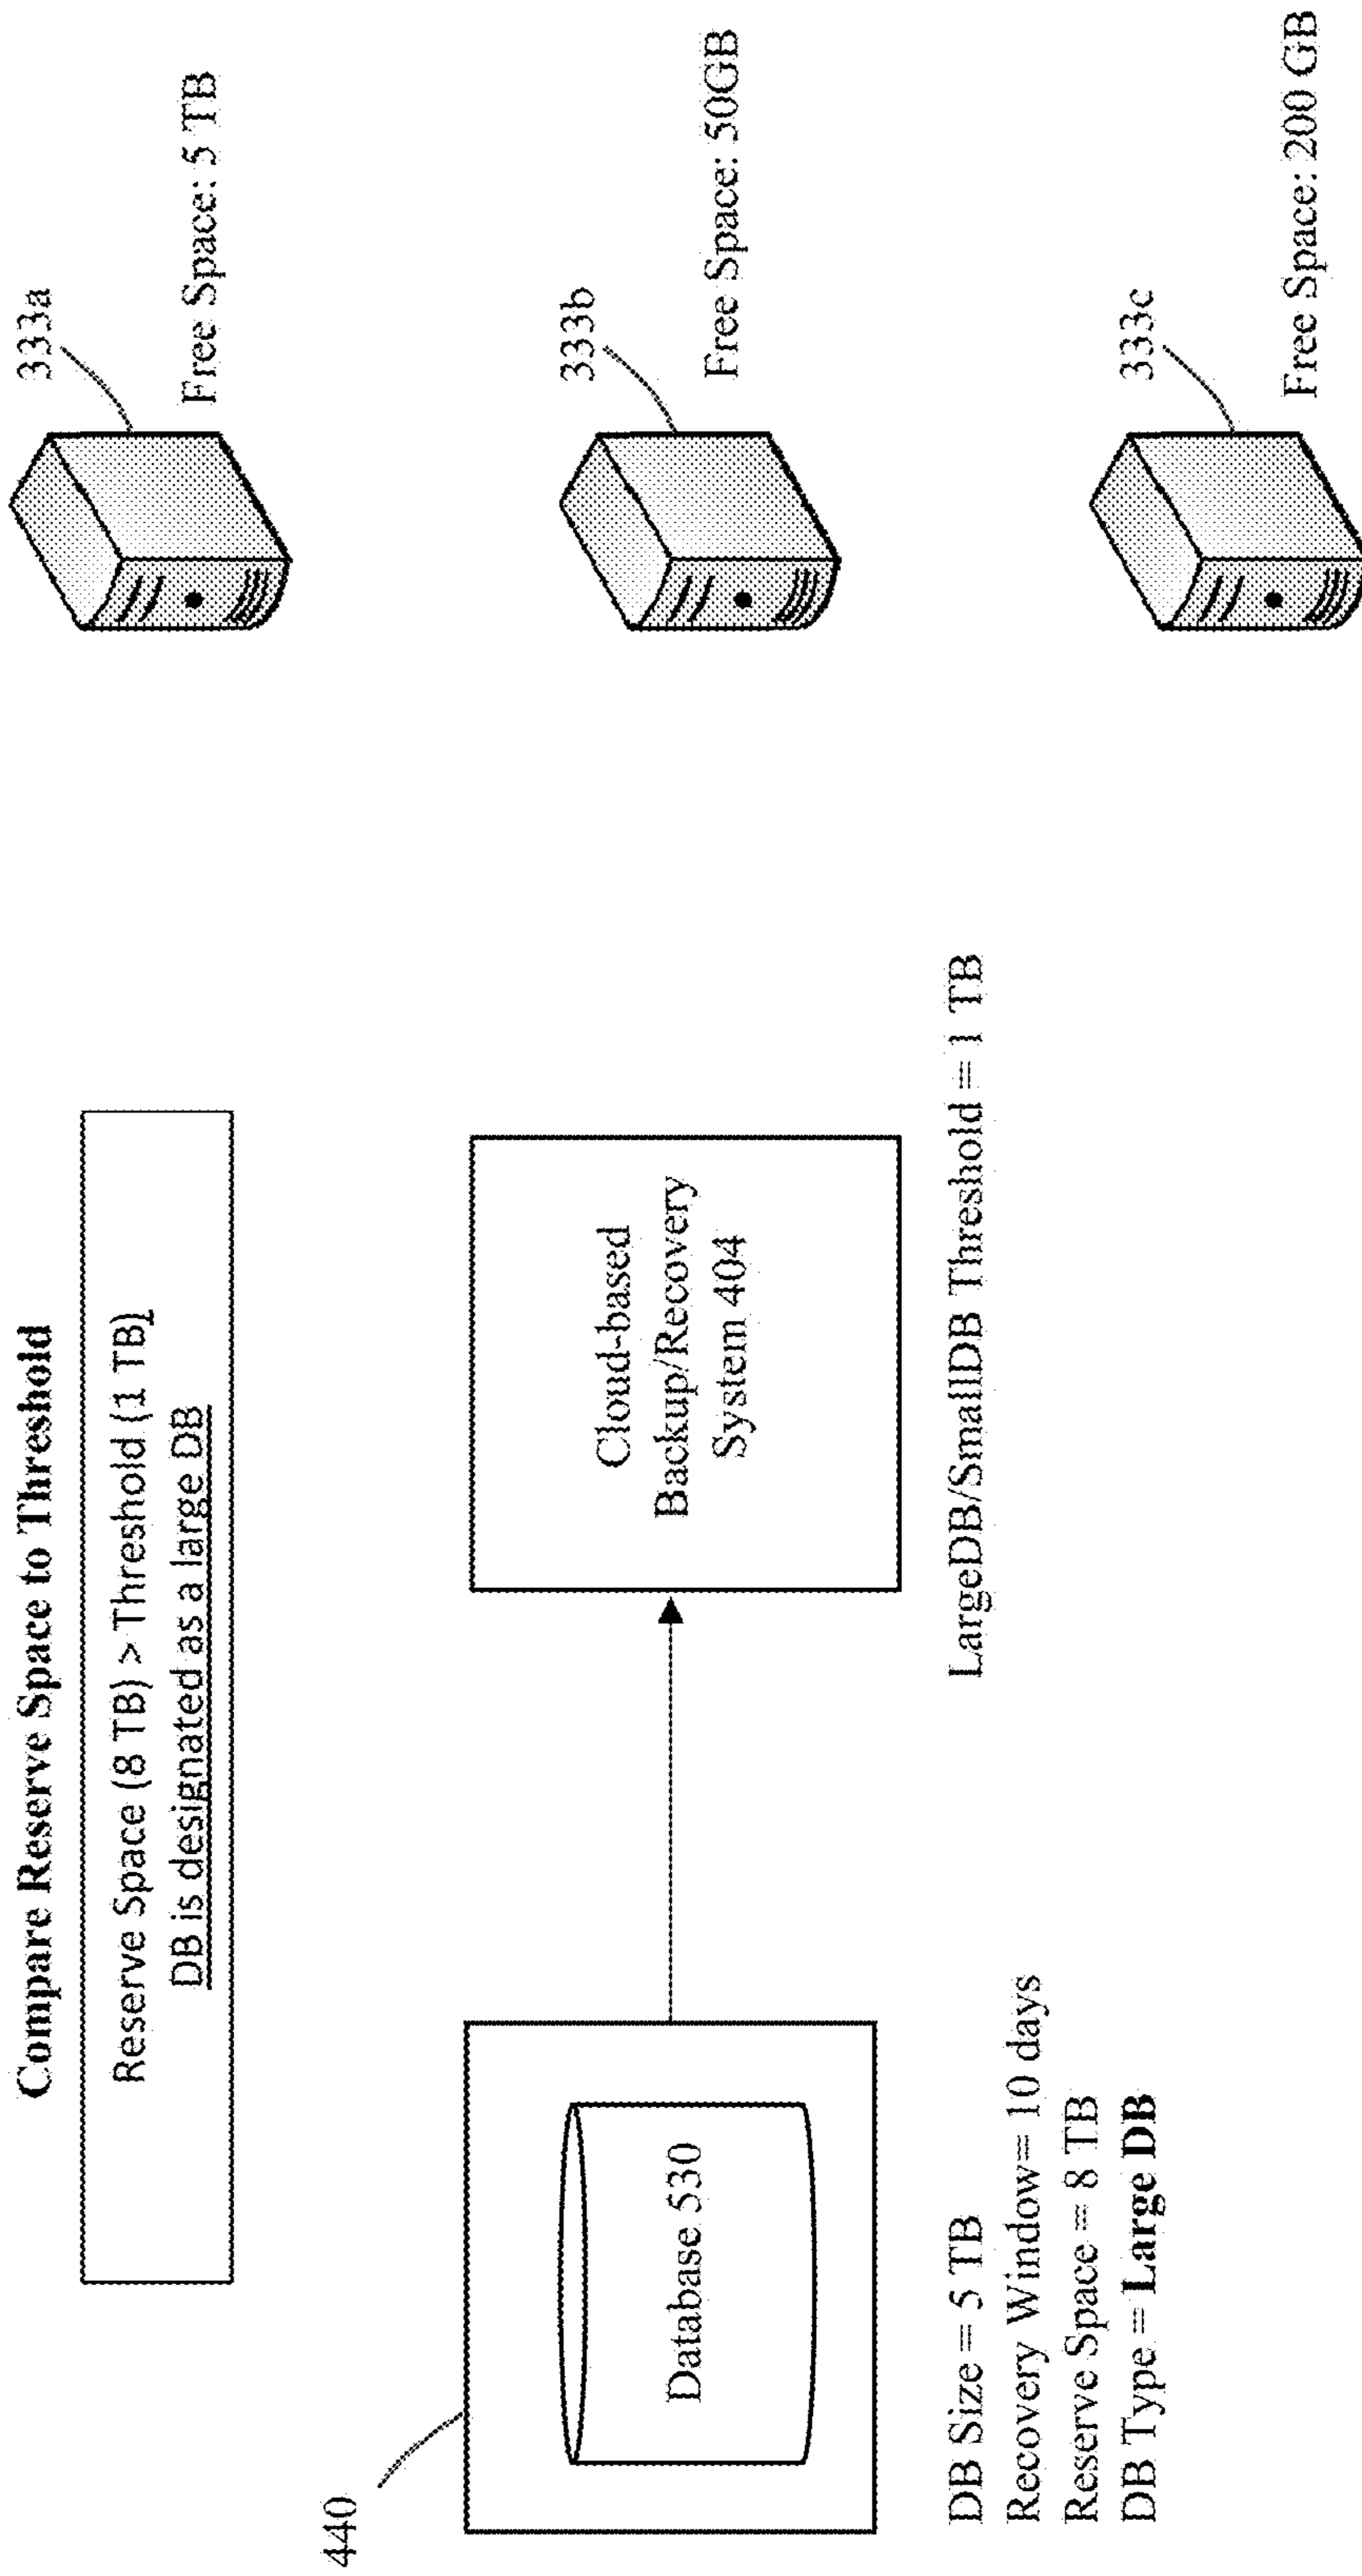 Compare Reserve Space to Threshold
Reserve Space (8 TB) > Threshold (1 TB)
DB is designated as a large DB
440
Database 530
DB Size = 5 TB
Recovery Window= 10 days
Reserve Space = 8 TB
DB Type = Large DB
Cloud-based
Backup/Recovery
System 404
LargeDB/SmallDB Threshold = 1 TB
333a
Free Space: 5 TB
333b
Free Space: 50GB
333c
Free Space: 200 GB